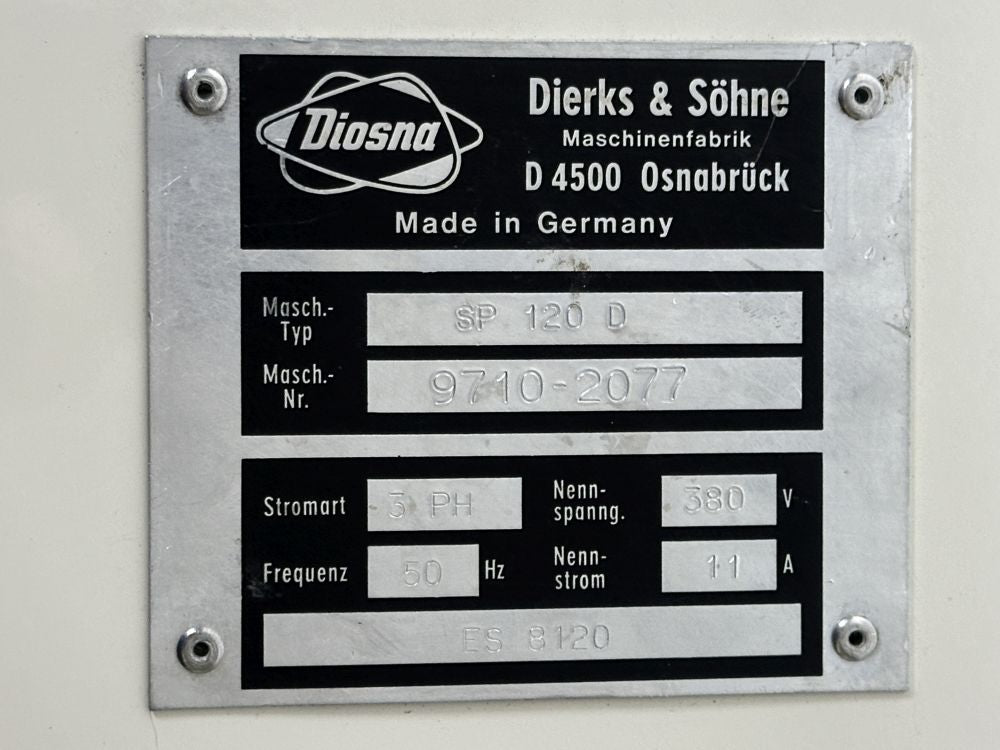 Diosna
Dierks & Söhne
Maschinenfabrik
D 4500 Osnabrück
Made in Germany
Masch.-
Typ
SP 120 D
Masch.-
Nr.
9710-2077
Stromart 3 PH
Nenn-
spanng.
380 V
Frequenz 50 Hz
Nenn-
strom
11 A
ES 8120